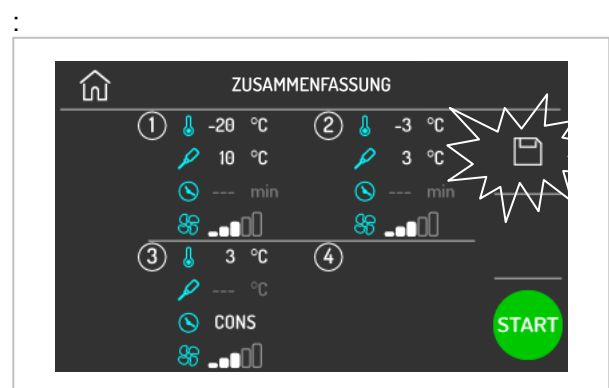 :
ZUSAMMENFASSUNG
1 -20 °C 2 -3 °C
10 °C 3 °C
--- min --- min
3 3 °C 4
--- °C
CONS
START